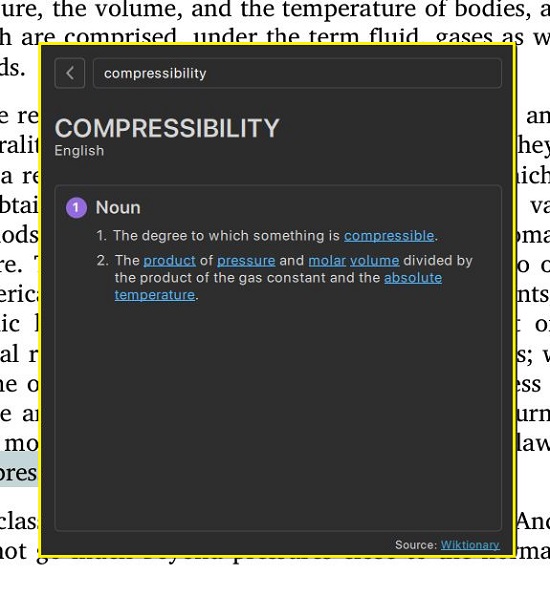 ure, the volume, and the temperature of bodies, a
h are comprised, under the term fluid, gases as w
ds.
compressibility
COMPRESSIBILITY
English
1 Noun
1. The degree to which something is compressible.
2. The product of pressure and molar volume divided by
the product of the gas constant and the absolute
temperature.
Source: Wiktionary